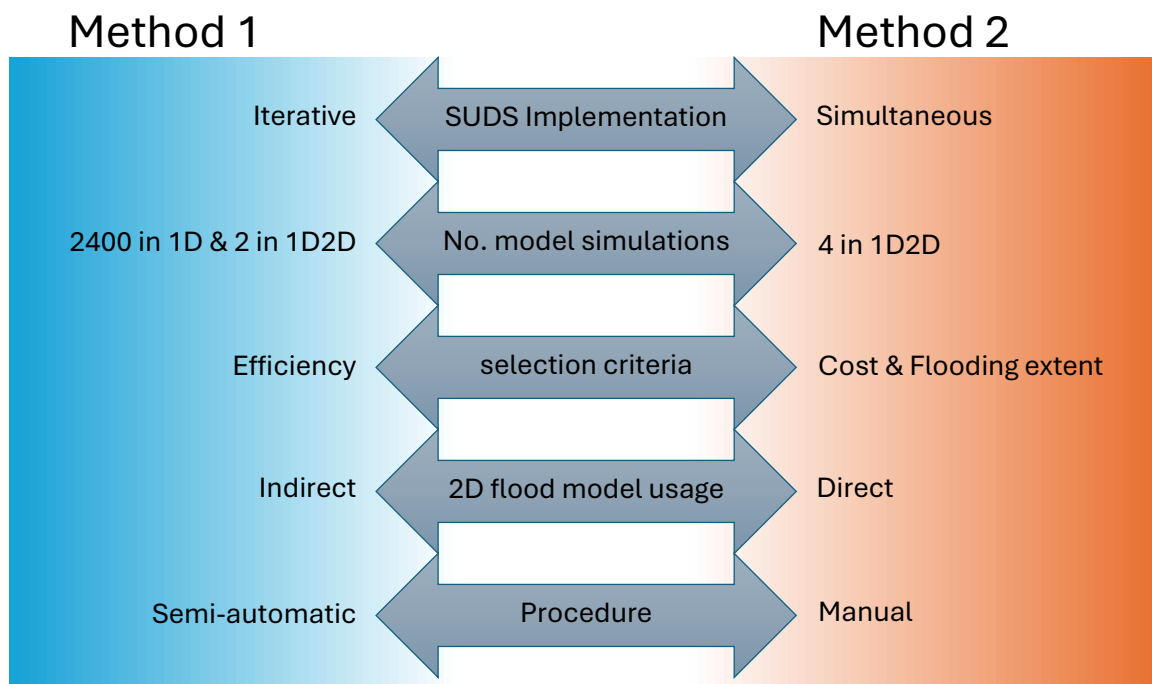 Method 1
Method 2
Iterative
SUDS Implementation
Simultaneous
2400 in 1D & 2 in 1D2D
No. model simulations
4 in 1D2D
Efficiency
selection criteria
Cost & Flooding extent
Indirect
2D flood model usage
Direct
Semi-automatic
Procedure
Manual